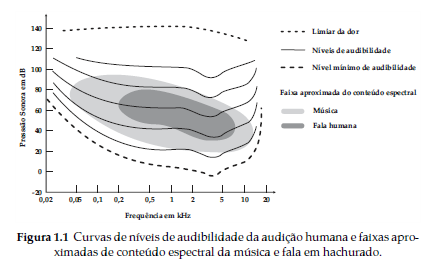 140
120
100
80
60
40
20
0
-20
Pressão Sonora em dB
0,02
0,05
0,1
0,2
0,5
1
2
5
10
20
Frequência em kHz
Limiar da dor
Níveis de audibilidade
Nível mínimo de audibilidade
Faixa aproximada do conteúdo espectral
Música
Fala humana
Figura 1.1 Curvas de níveis de audibilidade da audição humana e faixas apro-
ximadas de conteúdo espectral da música e fala em hachurado.